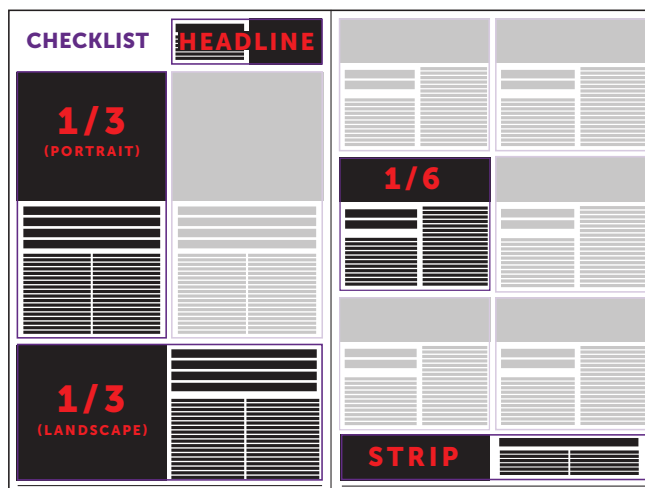 CHECKLIST
HEADLINE
1/3
(PORTRAIT)
1/3
(LANDSCAPE)
1/6
STRIP